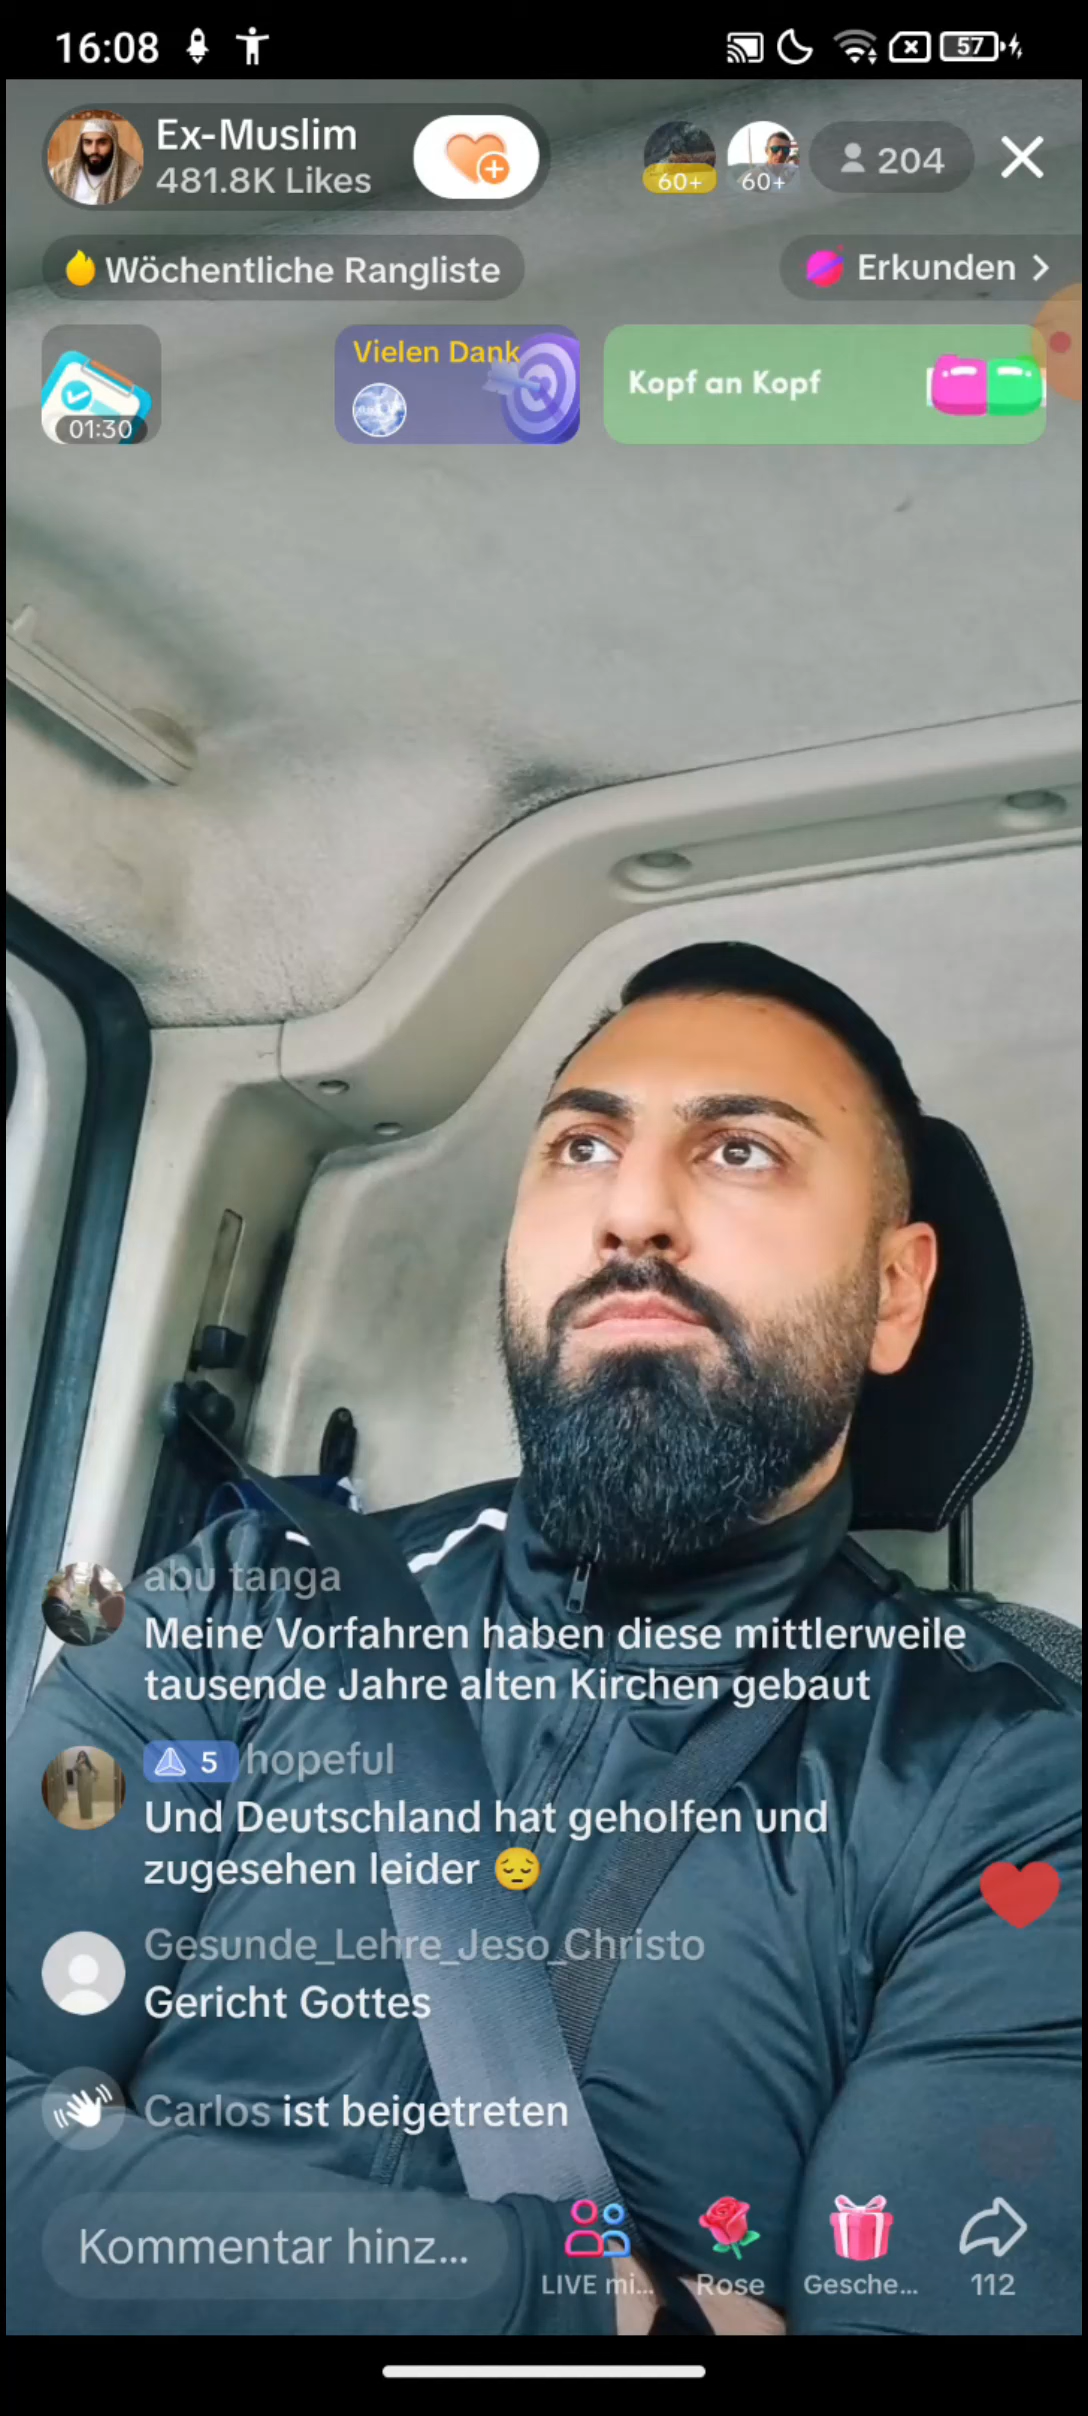 16:08
57
Ex-Muslim
481.8K Likes
60+
60+
204
Wöchentliche Rangliste
Erkunden
01:30
Vielen Dank
Kopf an Kopf
abu tanga
Meine Vorfahren haben diese mittlerweile
tausende Jahre alten Kirchen gebaut
5 hopeful
Und Deutschland hat geholfen und
zugesehen leider 😔
Gesunde_Lehre_Jeso_Christo
Gericht Gottes
Carlos ist beigetreten
Kommentar hinz...
LIVE mi...
Rose
Gesche...
112